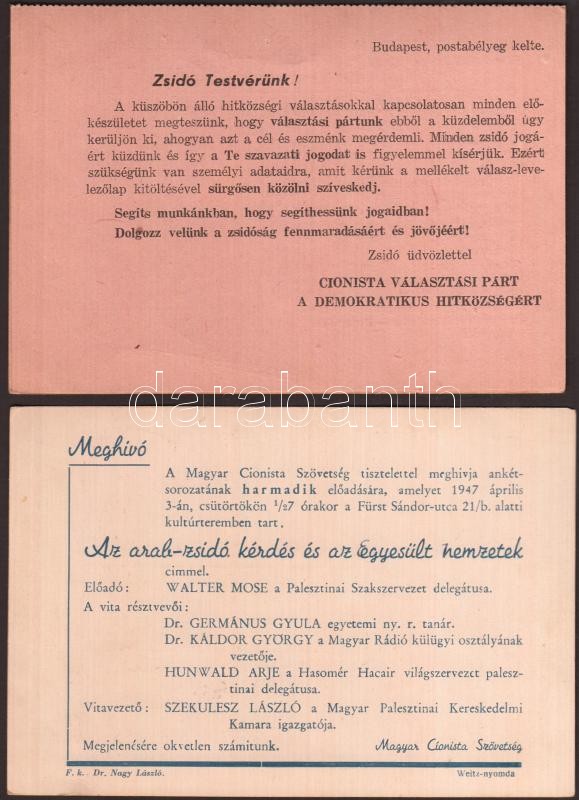 Budapest, postabélyeg kelte.
Zsidó Testvérünk!
A küszöbön álló hitközségi választásokkal kapcsolatosan minden elő-
készületet megteszünk, hogy választási pártunk ebből a küzdelemből úgy
kerüljön ki, ahogyan azt a cél és eszménk megérdemli. Minden zsidó jogá-
ért küzdünk és így a Te szavazati jogodat is figyelemmel kísérjük. Ezért
szükségünk van személyi adataidra, amit kérünk a mellékelt válasz-leve-
lezőlap kitöltésével sürgősen közölni szíveskedj.
Segíts munkánkban, hogy segíthessünk jogaidban!
Dolgozz velünk a zsidóság fennmaradásáért és jövőjéért!
Zsidó üdvözlettel
CIONISTA VÁLASZTÁSI PÁRT
A DEMOKRATIKUS HITKÖZSÉGÉRT
darabanth
Meghívó
A Magyar Cionista Szövetség tisztelettel meghívja ankét-
sorozatának harmadik előadására, amelyet 1947 április
3-án, csütörtökön 1/27 órakor a Fürst Sándor-utca 21/b. alatti
kultúrteremben tart.
Az arab-zsidó kérdés és az Egyesült nemzetek
cimmel.
Előadó: WALTER MOSE a Palesztinai Szakszervezet delegátusa.
A vita résztvevői:
Dr. GERMÁNUS GYULA egyetemi ny. r. tanár.
Dr. KÁLDOR GYÖRGY a Magyar Rádió külügyi osztályának
vezetője.
HUNWALD ARJE a Hasomér Hacair világszervezet palesz-
tinai delegátusa.
Vitavezető: SZEKULESZ LÁSZLÓ a Magyar Palesztinai Kereskedelmi
Kamara igazgatója.
Megjelenésére okvetlen számítunk. Magyar Cionista Szövetség
F. k. Dr. Nagy László. Weitz-nyomda